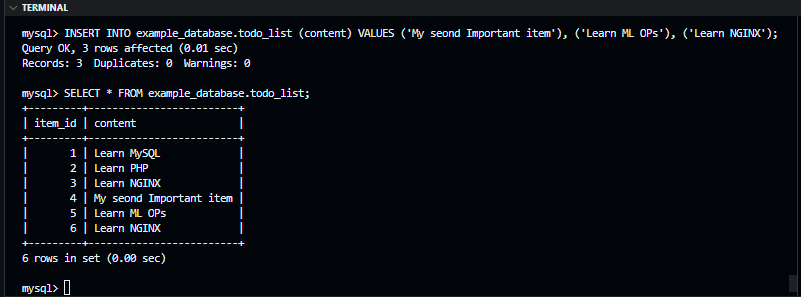 TERMINAL
mysql> INSERT INTO example_database.todo_list (content) VALUES ('My seond Important item'), ('Learn ML OPs'), ('Learn NGINX');
Query OK, 3 rows affected (0.01 sec)
Records: 3  Duplicates: 0  Warnings: 0
mysql> SELECT * FROM example_database.todo_list;
+---------+-------------------------+
| item_id | content                 |
+---------+-------------------------+
|       1 | Learn MySQL             |
|       2 | Learn PHP               |
|       3 | Learn NGINX             |
|       4 | My seond Important item |
|       5 | Learn ML OPs            |
|       6 | Learn NGINX             |
+---------+-------------------------+
6 rows in set (0.00 sec)
mysql>